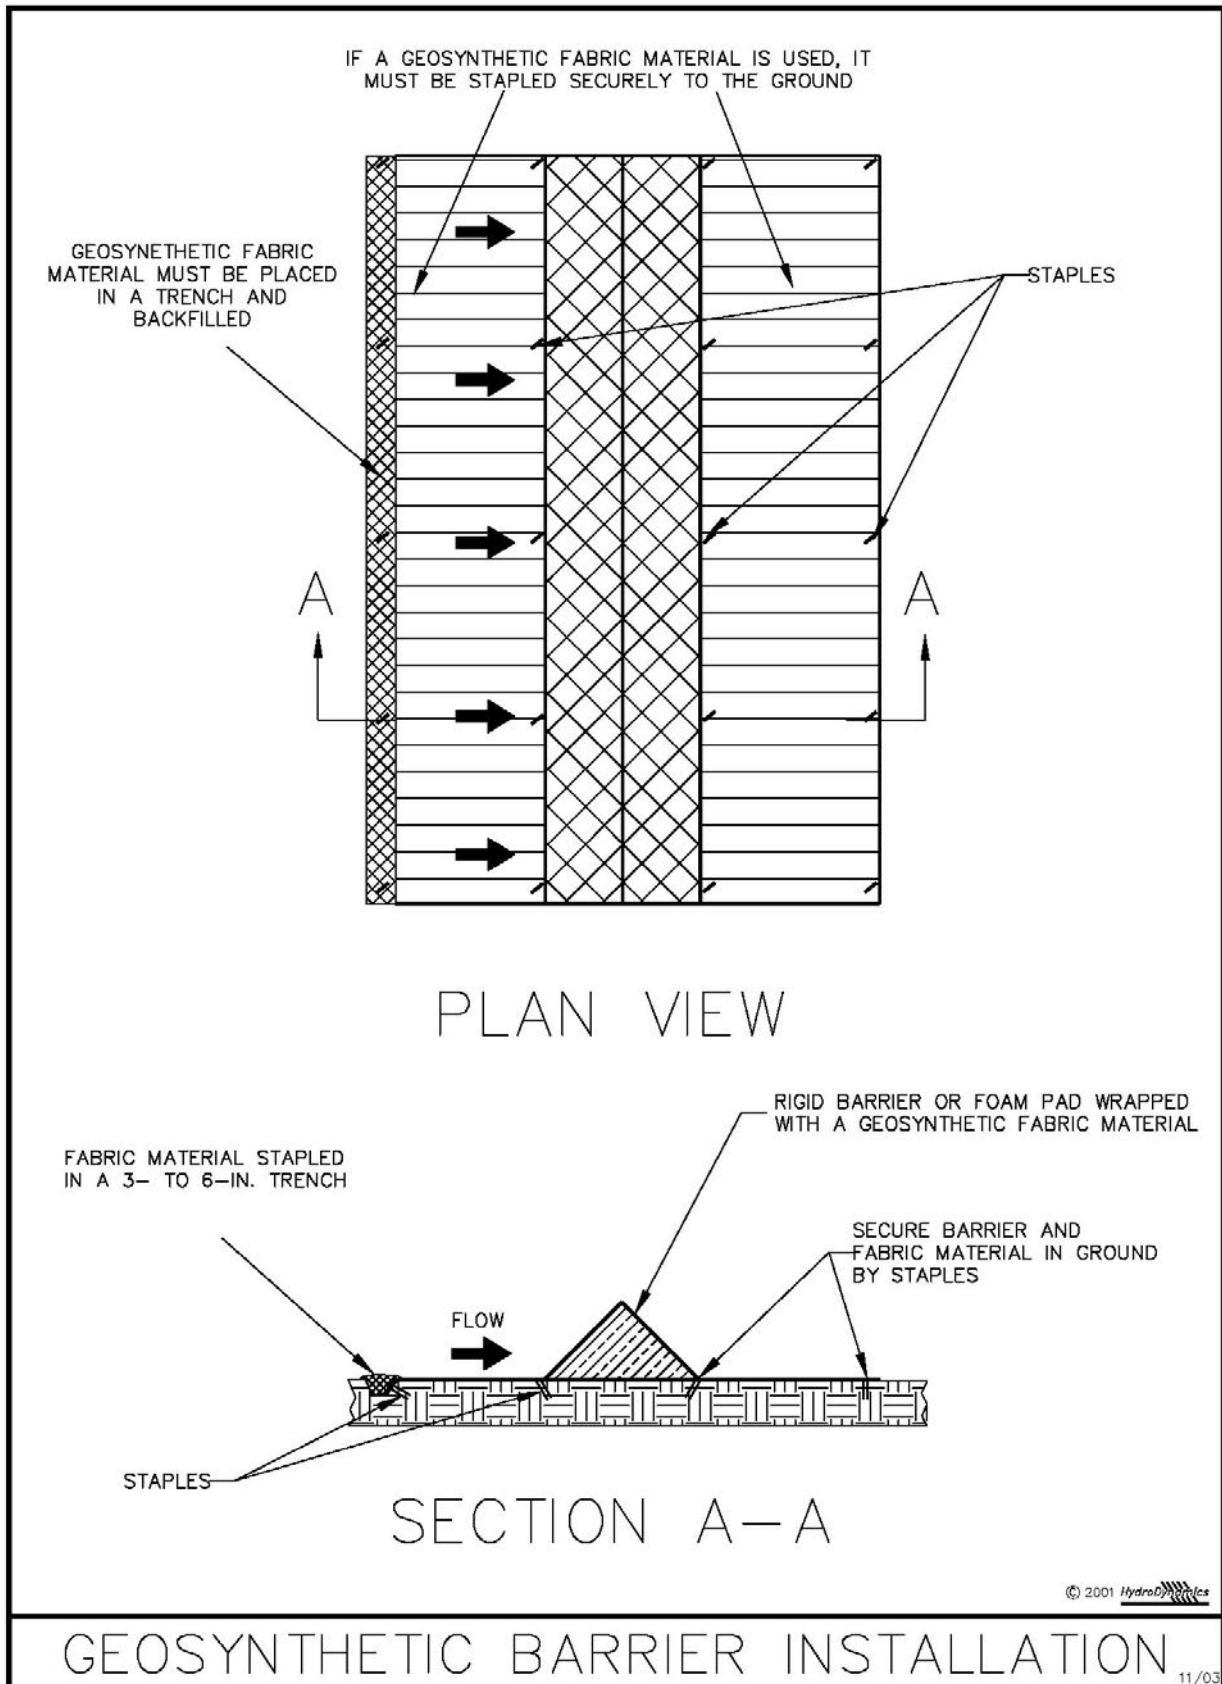 IF A GEOSYNTHETIC FABRIC MATERIAL IS USED, IT
MUST BE STAPLED SECURELY TO THE GROUND
GEOSYNETHETIC FABRIC
MATERIAL MUST BE PLACED
IN A TRENCH AND
BACKFILLED
STAPLES
A
A
PLAN VIEW
RIGID BARRIER OR FOAM PAD WRAPPED
WITH A GEOSYNTHETIC FABRIC MATERIAL
FABRIC MATERIAL STAPLED
IN A 3- TO 6-IN. TRENCH
SECURE BARRIER AND
FABRIC MATERIAL IN GROUND
BY STAPLES
FLOW
STAPLES
SECTION A-A
© 2001 HydroDynamics
GEOSYNTHETIC BARRIER INSTALLATION
11/03